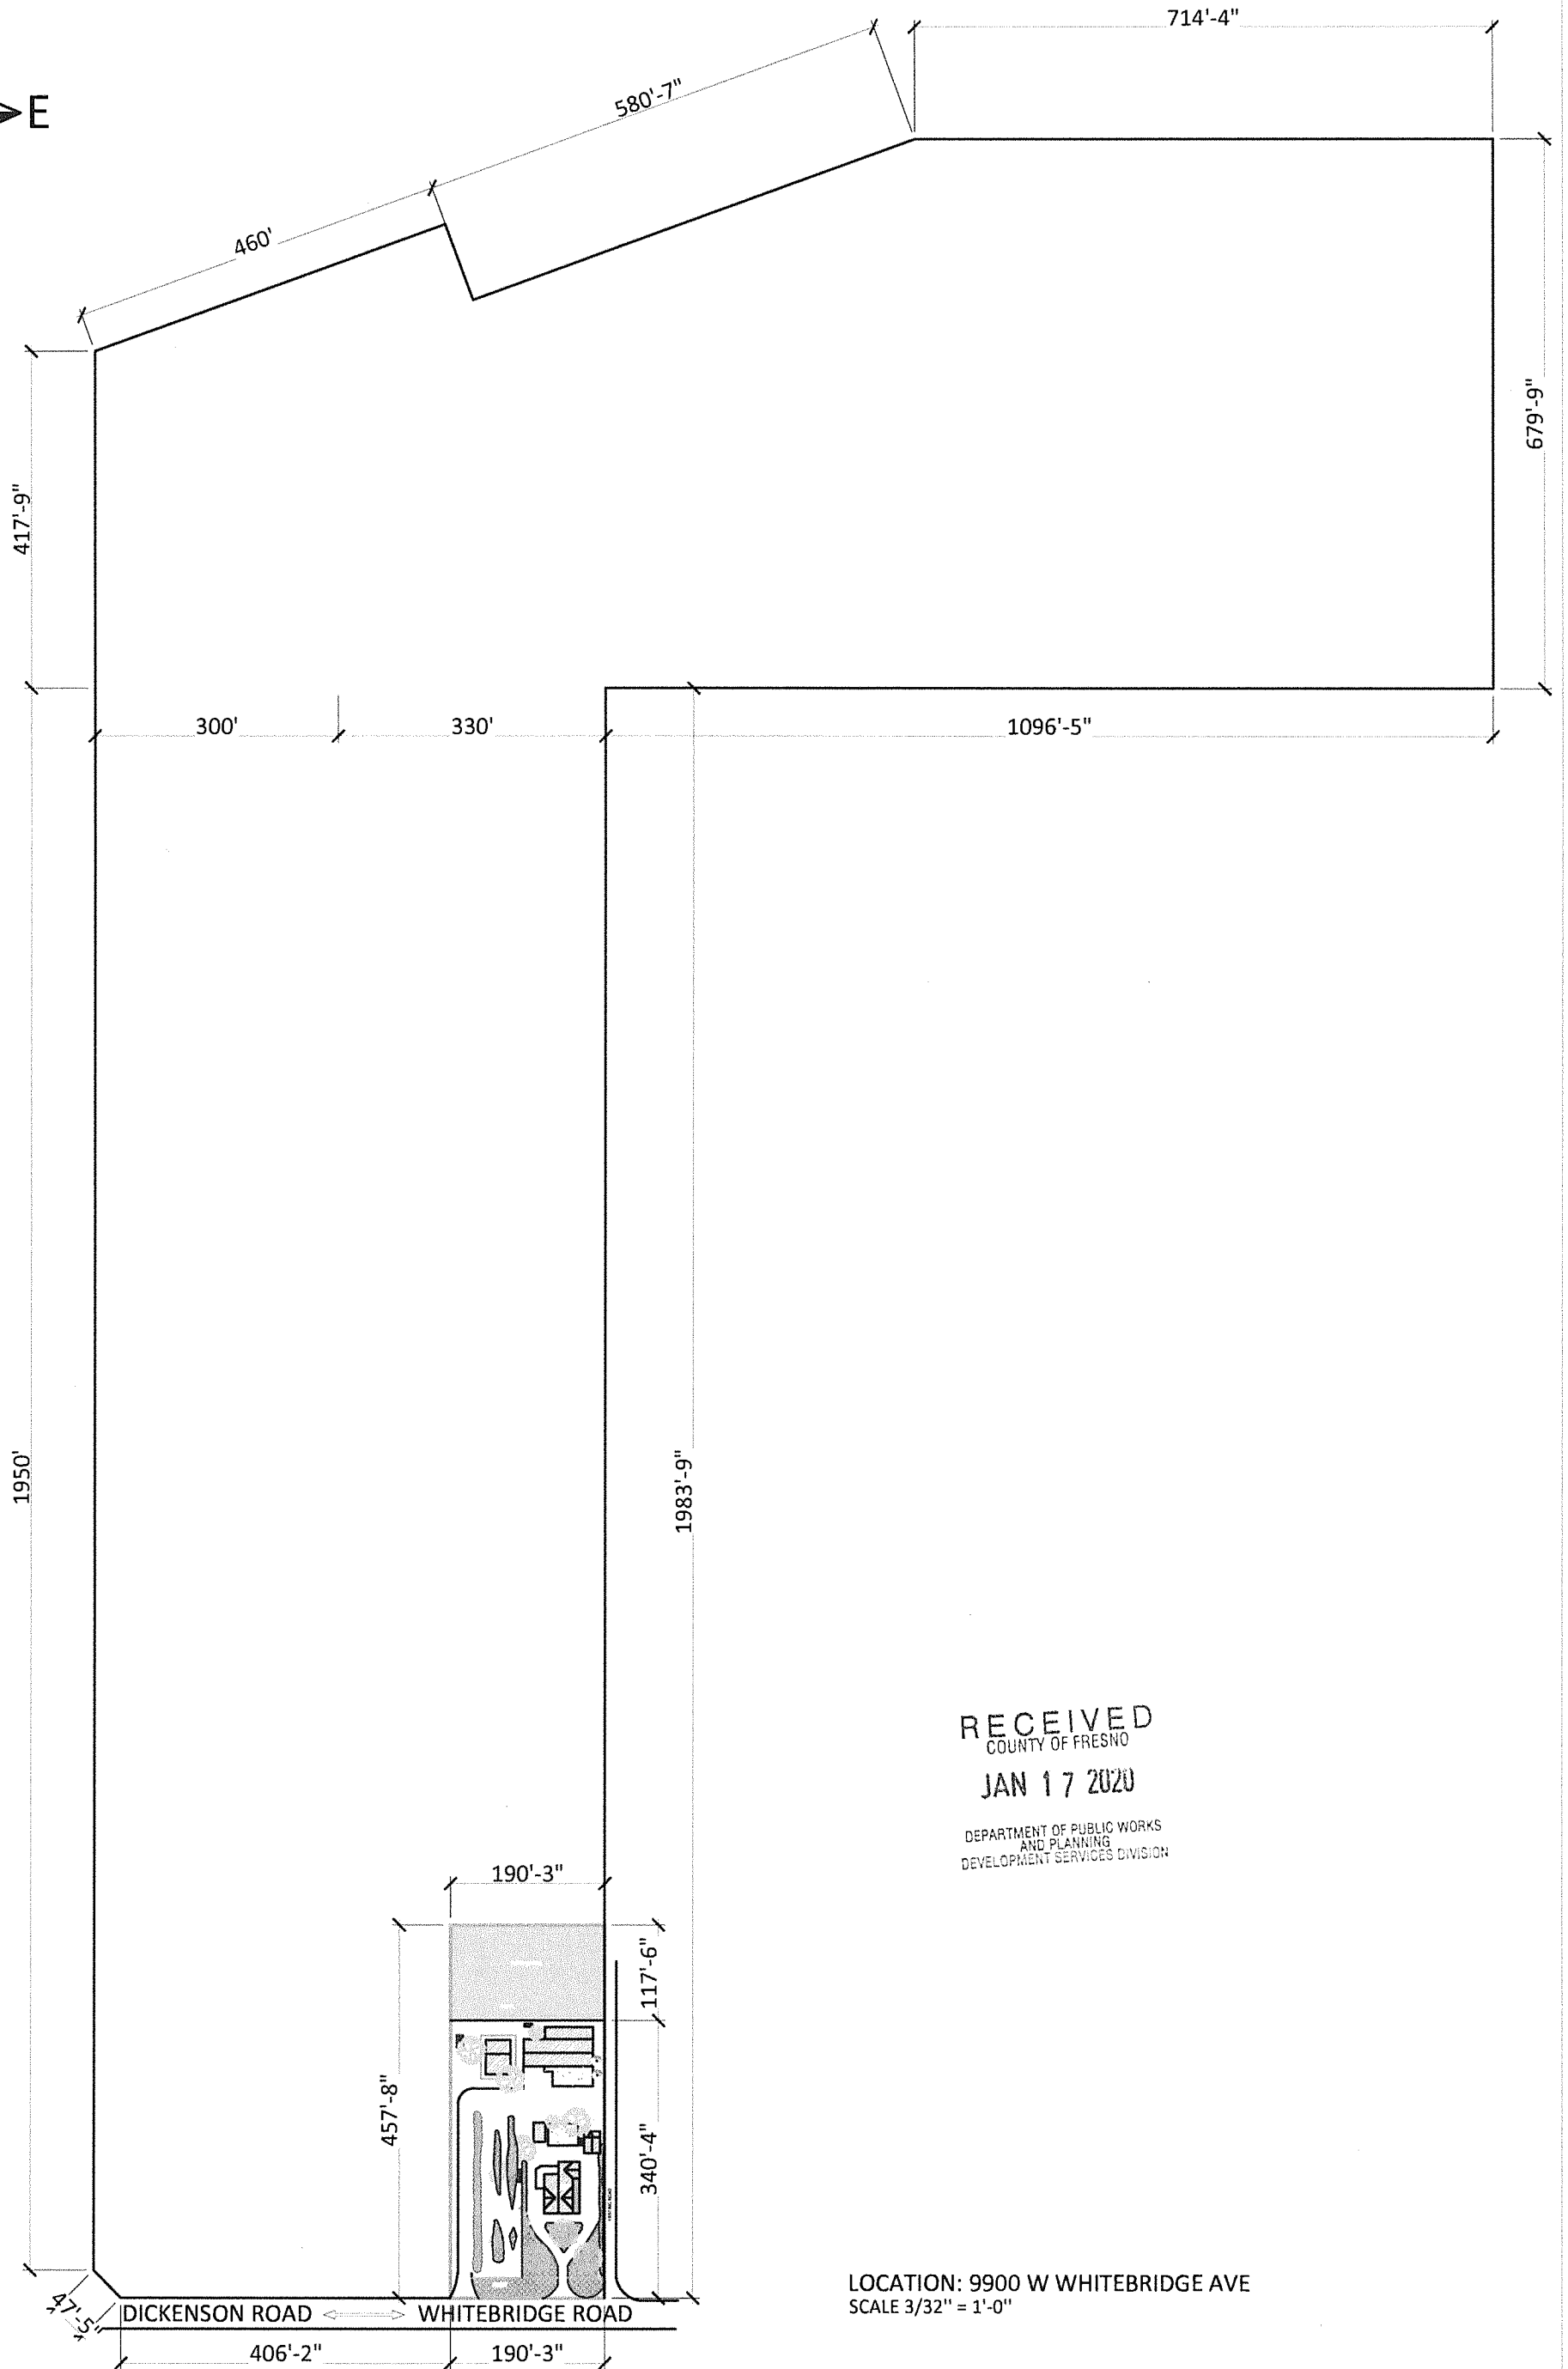 714'-4"
E
580'-7"
460'
679'-9"
417'-9"
300'
330'
1096'-5"
1950'
1983'-9"
RECEIVED
COUNTY OF FRESNO
JAN 17 2020
DEPARTMENT OF PUBLIC WORKS
AND PLANNING
DEVELOPMENT SERVICES DIVISION
190'-3"
117'-6"
457'-8"
340'-4"
LOCATION: 9900 W WHITEBRIDGE AVE
SCALE 3/32" = 1'-0"
47'-5"
DICKENSON ROAD WHITEBRIDGE ROAD
406'-2"
190'-3"